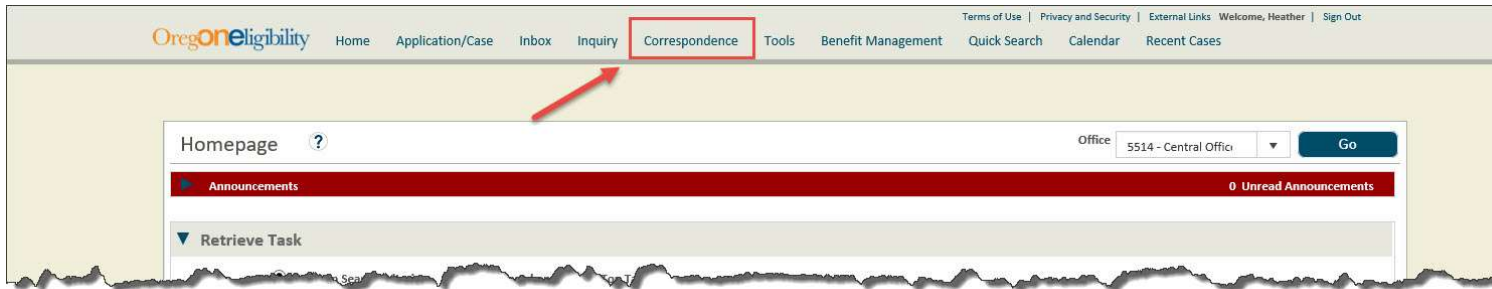 Terms of Use | Privacy and Security | External Links Welcome, Heather | Sign Out
OregONeligibility Home Application/Case Inbox Inquiry Correspondence Tools Benefit Management Quick Search Calendar Recent Cases
Homepage ? Office 5514 - Central Offic Go
Announcements 0 Unread Announcements
Retrieve Task